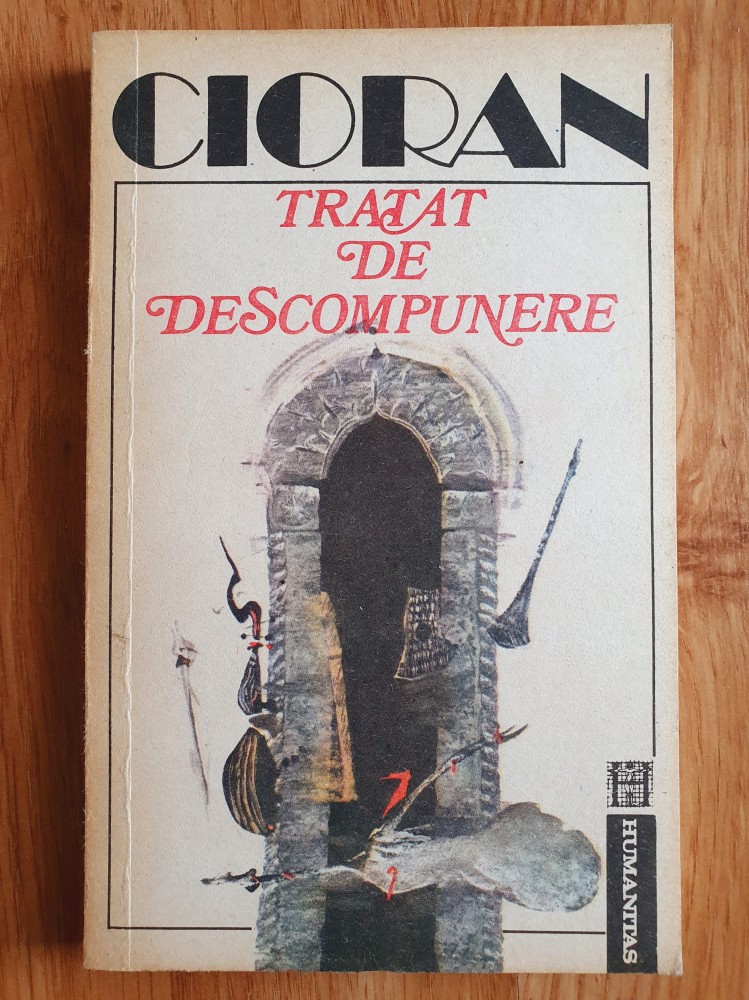 CIORAN
TRATAT
DE
DESCOMPUNERE
H
HUMANITAS